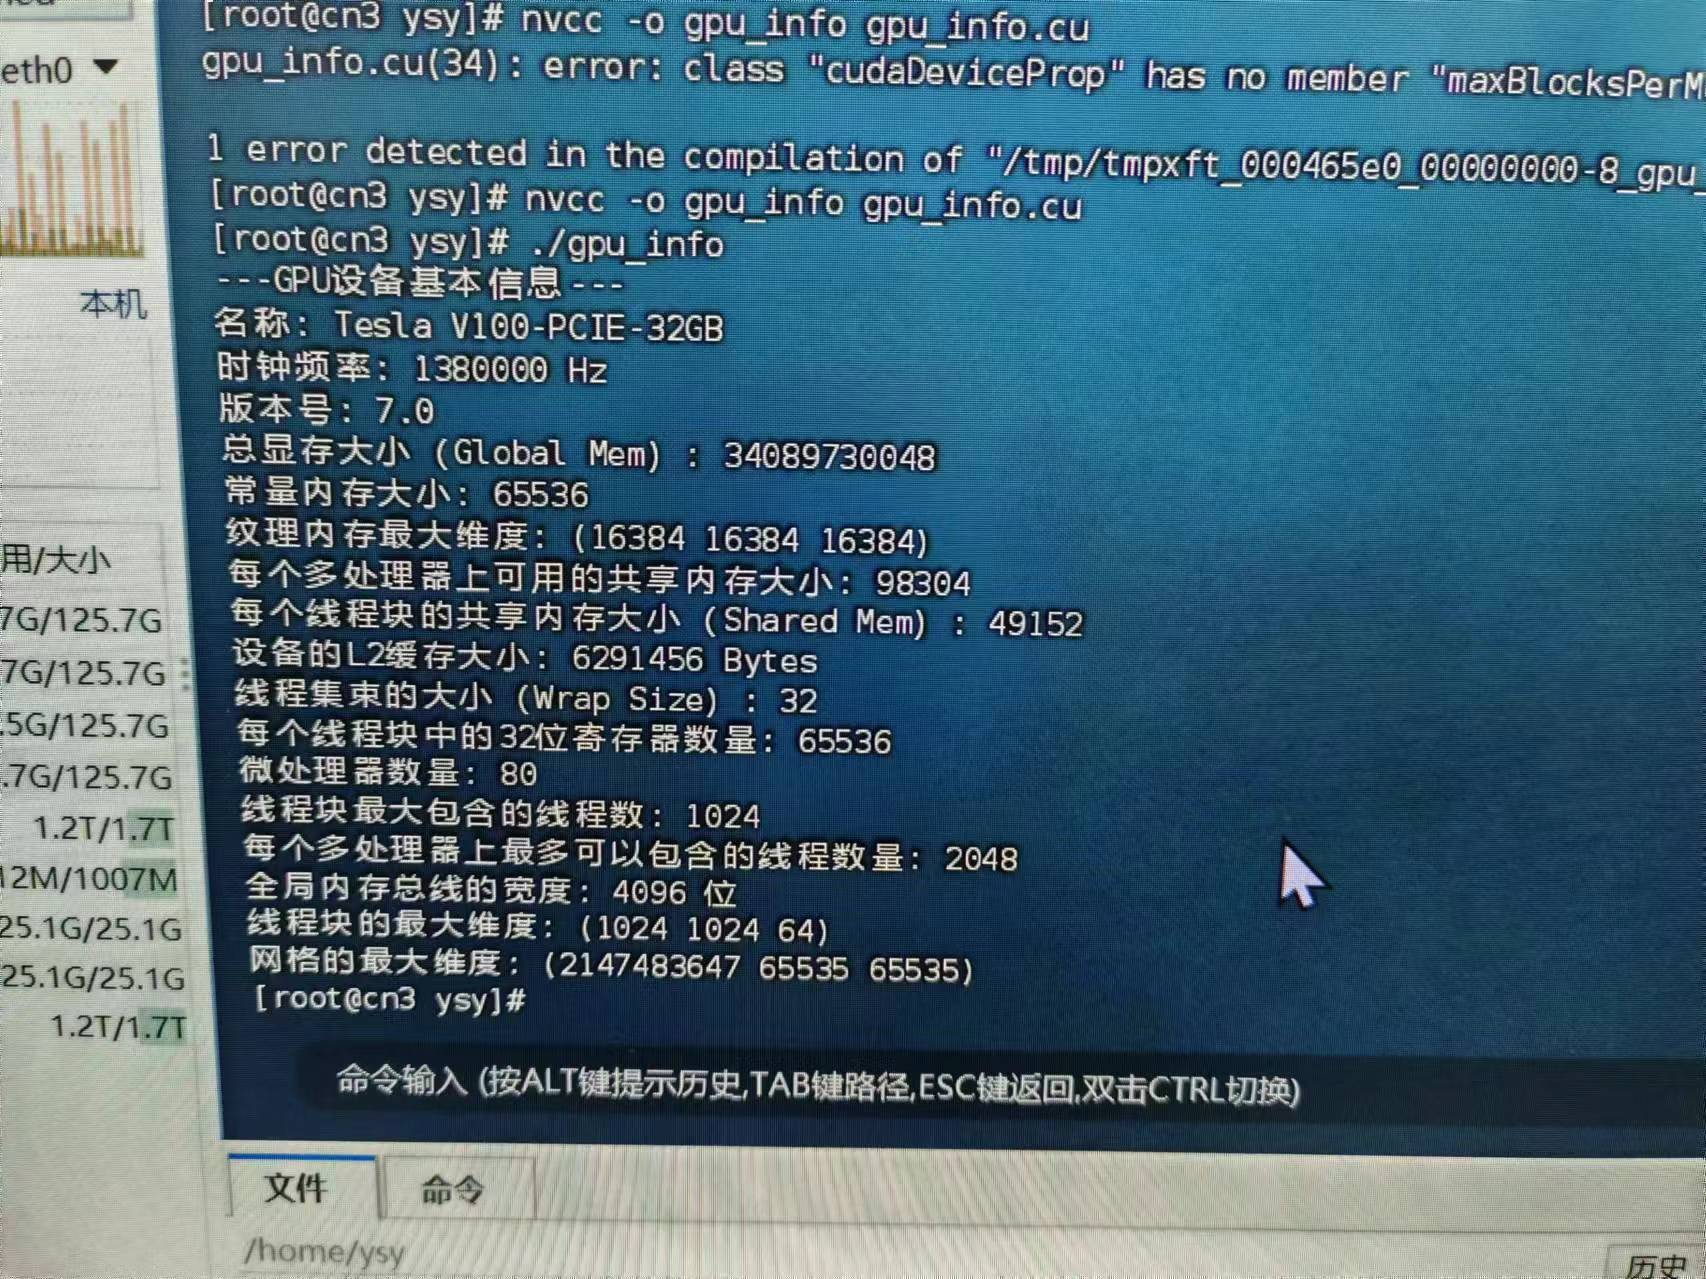 [root@cn3 ysy]# nvcc -o gpu_info gpu_info.cu
gpu_info.cu(34): error: class "cudaDeviceProp" has no member "maxBlocksPerM
1 error detected in the compilation of "/tmp/tmpxft_000465e0_00000000-8_gpu_
[root@cn3 ysy]# nvcc -o gpu_info gpu_info.cu
[root@cn3 ysy]# ./gpu_info
---GPU设备基本信息---
名称: Tesla V100-PCIE-32GB
时钟频率: 1380000 Hz
版本号: 7.0
总显存大小 (Global Mem) : 34089730048
常量内存大小: 65536
纹理内存最大维度: (16384 16384 16384)
每个多处理器上可用的共享内存大小: 98304
每个线程块的共享内存大小 (Shared Mem) : 49152
设备的L2缓存大小: 6291456 Bytes
线程集束的大小 (Wrap Size) : 32
每个线程块中的32位寄存器数量: 65536
微处理器数量: 80
线程块最大包含的线程数: 1024
每个多处理器上最多可以包含的线程数量: 2048
全局内存总线的宽度: 4096 位
线程块的最大维度: (1024 1024 64)
网格的最大维度: (2147483647 65535 65535)
[root@cn3 ysy]#
命令输入 (按ALT键提示历史,TAB键路径,ESC键返回,双击CTRL切换)
文件 命令
/home/ysy
历史
eth0
本机
用/大小
7G/125.7G
7G/125.7G
.5G/125.7G
.7G/125.7G
1.2T/1.7T
12M/1007M
25.1G/25.1G
25.1G/25.1G
1.2T/1.7T